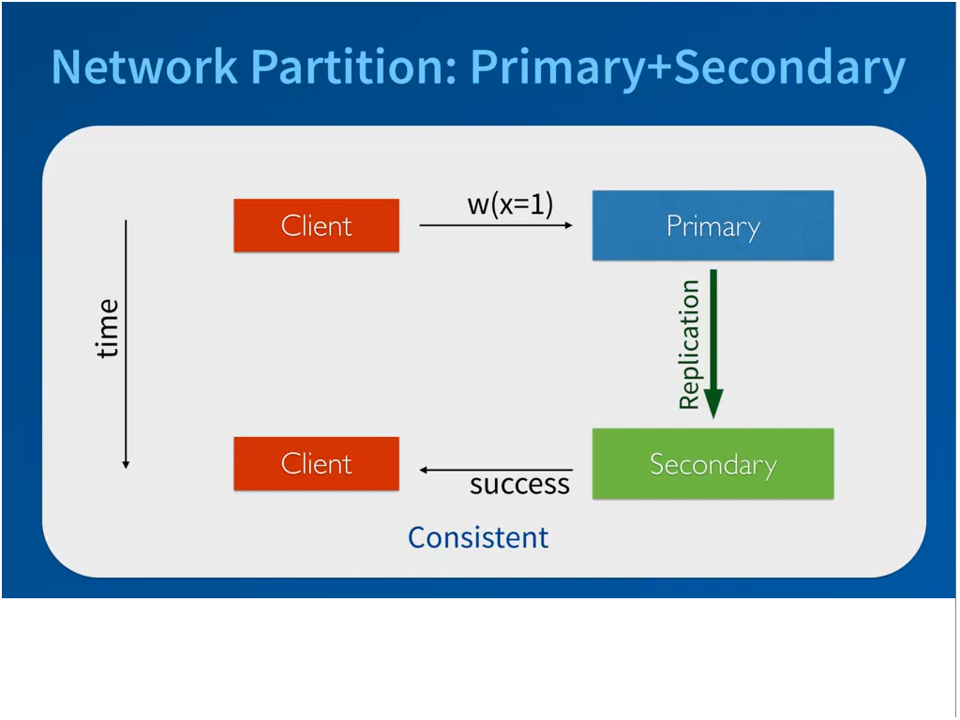 Network Partition: Primary+Secondary
Client
w(x=1)
Primary
time
Replication
Client
success
Secondary
Consistent